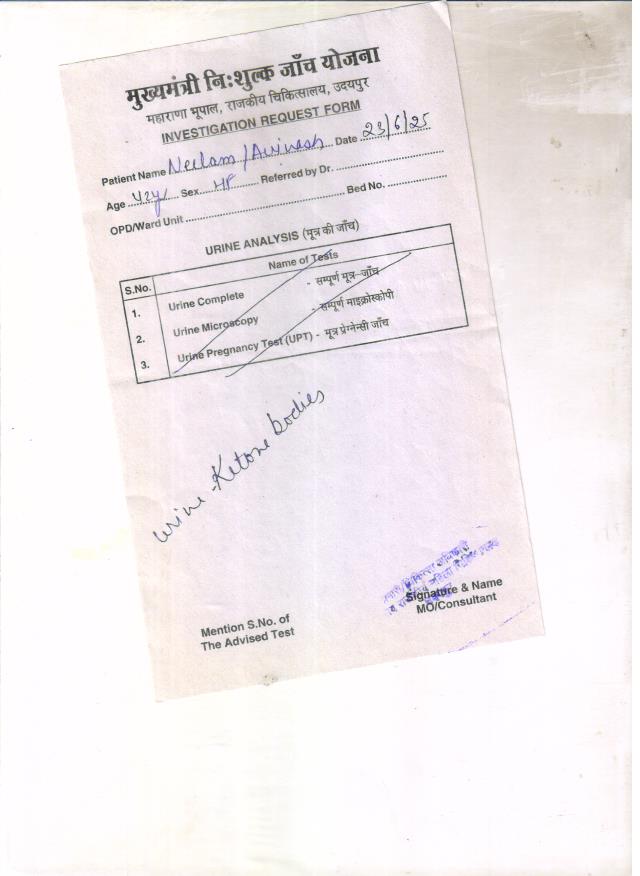 मुख्यमंत्री निःशुल्क जाँच योजना
महाराणा भूपाल, राजकीय चिकित्सालय, उदयपुर
INVESTIGATION REQUEST FORM
Patient Name Neelam/Avinash Date 23/6/25
Age Sex Referred by Dr.
OPD/Ward Unit Bed No.
URINE ANALYSIS (मूत्र की जाँच)
S.No. Name of Tests
1. Urine Complete - सम्पूर्ण मूत्र जाँच
2. Urine Microscopy - सम्पूर्ण माइक्रोस्कोपी
3. Urine Pregnancy Test (UPT) - मूत्र प्रेग्नेन्सी जाँच
Urine-Ketone bodies
Signature & Name
MO/Consultant
Mention S.No. of
The Advised Test